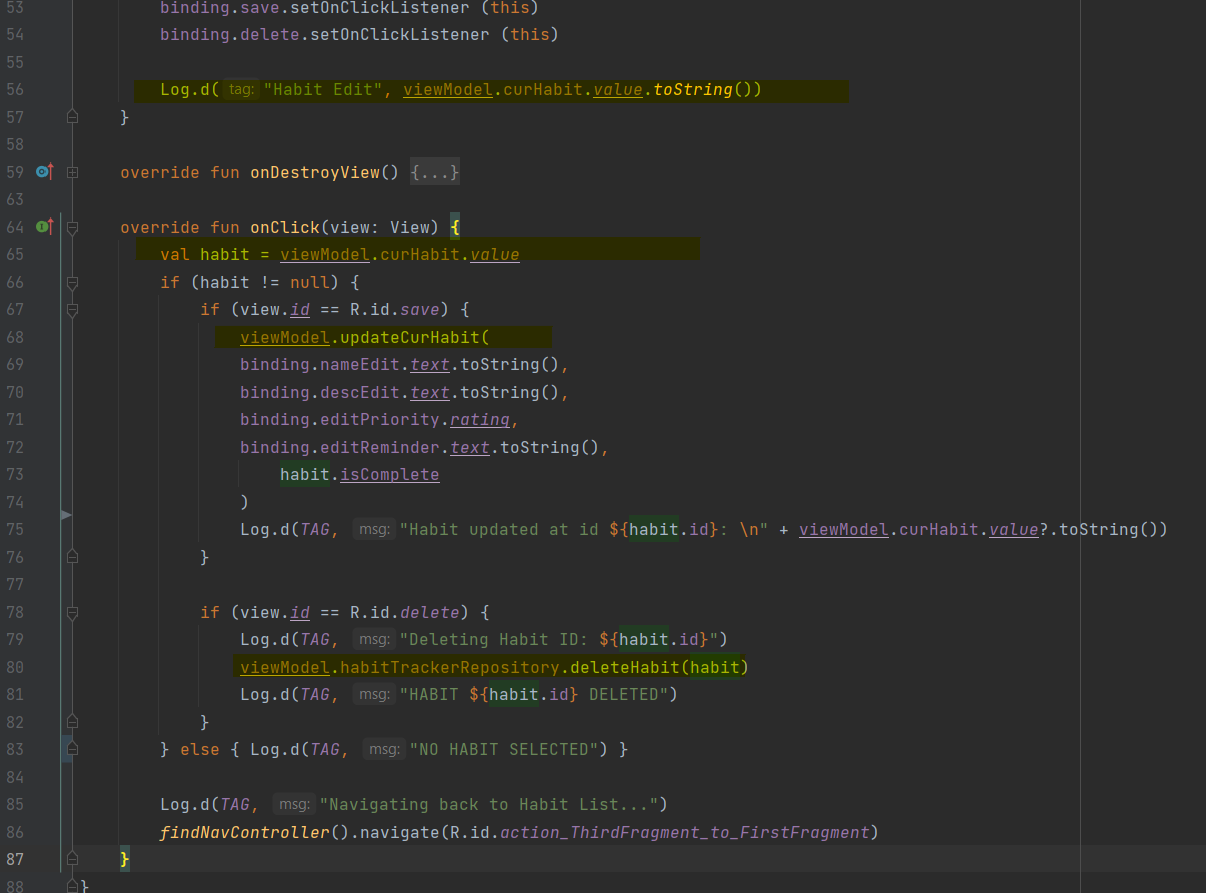 53 binding.save.setOnClickListener (this)
54 binding.delete.setOnClickListener (this)
55
56 Log.d( tag: "Habit Edit", viewModel.curHabit.value.toString())
57 }
58
59 override fun onDestroyView() {...}
63
64 override fun onClick(view: View) {
65 val habit = viewModel.curHabit.value
66 if (habit != null) {
67 if (view.id == R.id.save) {
68 viewModel.updateCurHabit(
69 binding.nameEdit.text.toString(),
70 binding.descEdit.text.toString(),
71 binding.editPriority.rating,
72 binding.editReminder.text.toString(),
73 habit.isComplete
74 )
75 Log.d(TAG, msg: "Habit updated at id ${habit.id}: \n" + viewModel.curHabit.value?.toString())
76 }
77
78 if (view.id == R.id.delete) {
79 Log.d(TAG, msg: "Deleting Habit ID: ${habit.id}")
80 viewModel.habitTrackerRepository.deleteHabit(habit)
81 Log.d(TAG, msg: "HABIT ${habit.id} DELETED")
82 }
83 } else { Log.d(TAG, msg: "NO HABIT SELECTED") }
84
85 Log.d(TAG, msg: "Navigating back to Habit List...")
86 findNavController().navigate(R.id.action_ThirdFragment_to_FirstFragment)
87 }
88 }